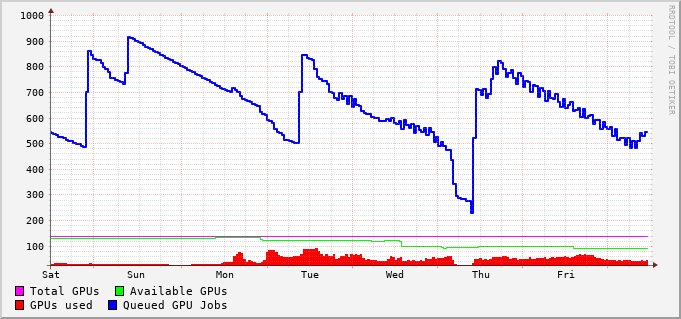 1000
900
800
700
600
500
400
300
200
100
Sat Sun Mon Tue Wed Thu Fri
Total GPUs Available GPUs
GPUs used Queued GPU Jobs
RRDTOOL / TOBI OETIKER